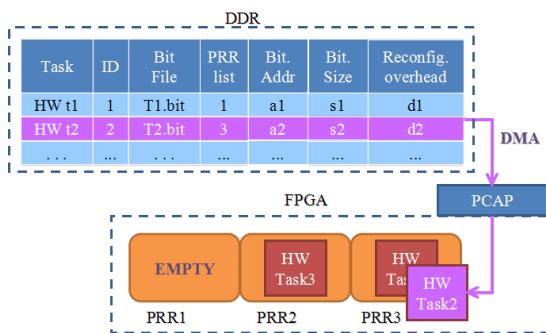 DDR
Task ID Bit File PRR list Bit. Addr Bit. Size Reconfig. overhead
HW t1 1 T1.bit 1 a1 s1 d1
HW t2 2 T2.bit 3 a2 s2 d2
. . . ... . . . ... ... ... ...
DMA
PCAP
FPGA
EMPTY
HW
Task3
HW
HW
Task2
PRR1 PRR2 PRR3